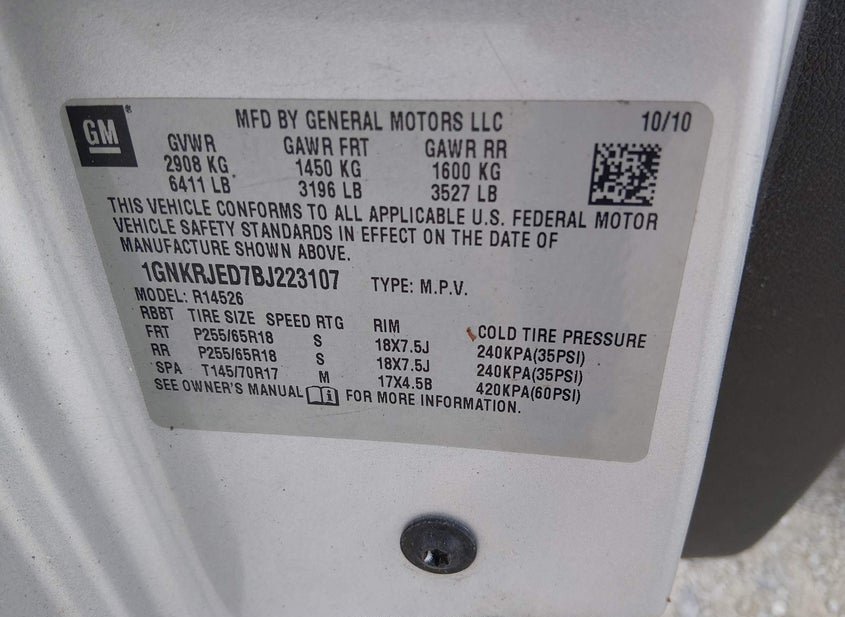 GM
MFD BY GENERAL MOTORS LLC 10/10
GVWR GAWR FRT GAWR RR
2908 KG 1450 KG 1600 KG
6411 LB 3196 LB 3527 LB
THIS VEHICLE CONFORMS TO ALL APPLICABLE U.S. FEDERAL MOTOR
VEHICLE SAFETY STANDARDS IN EFFECT ON THE DATE OF
MANUFACTURE SHOWN ABOVE.
1GNKRJED7BJ223107 TYPE: M.P.V.
MODEL: R14526
RBBT TIRE SIZE SPEED RTG RIM COLD TIRE PRESSURE
FRT P255/65R18 S 18X7.5J 240KPA(35PSI)
RR P255/65R18 S 18X7.5J 240KPA(35PSI)
SPA T145/70R17 M 17X4.5B 420KPA(60PSI)
SEE OWNER'S MANUAL FOR MORE INFORMATION.